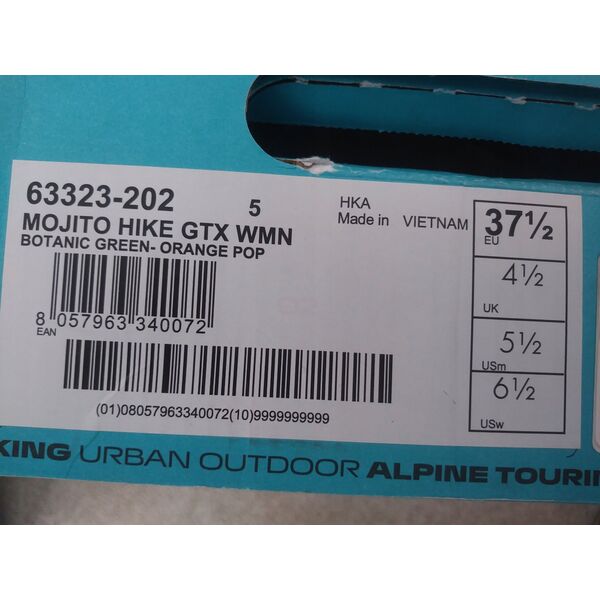 63323-202 5
MOJITO HIKE GTX WMN
BOTANIC GREEN- ORANGE POP
HKA
Made in VIETNAM
37½
EU
4½
UK
5½
USm
6½
USw
8 057963 340072
EAN
(01)08057963340072(10)9999999999
KING URBAN OUTDOOR ALPINE TOURI